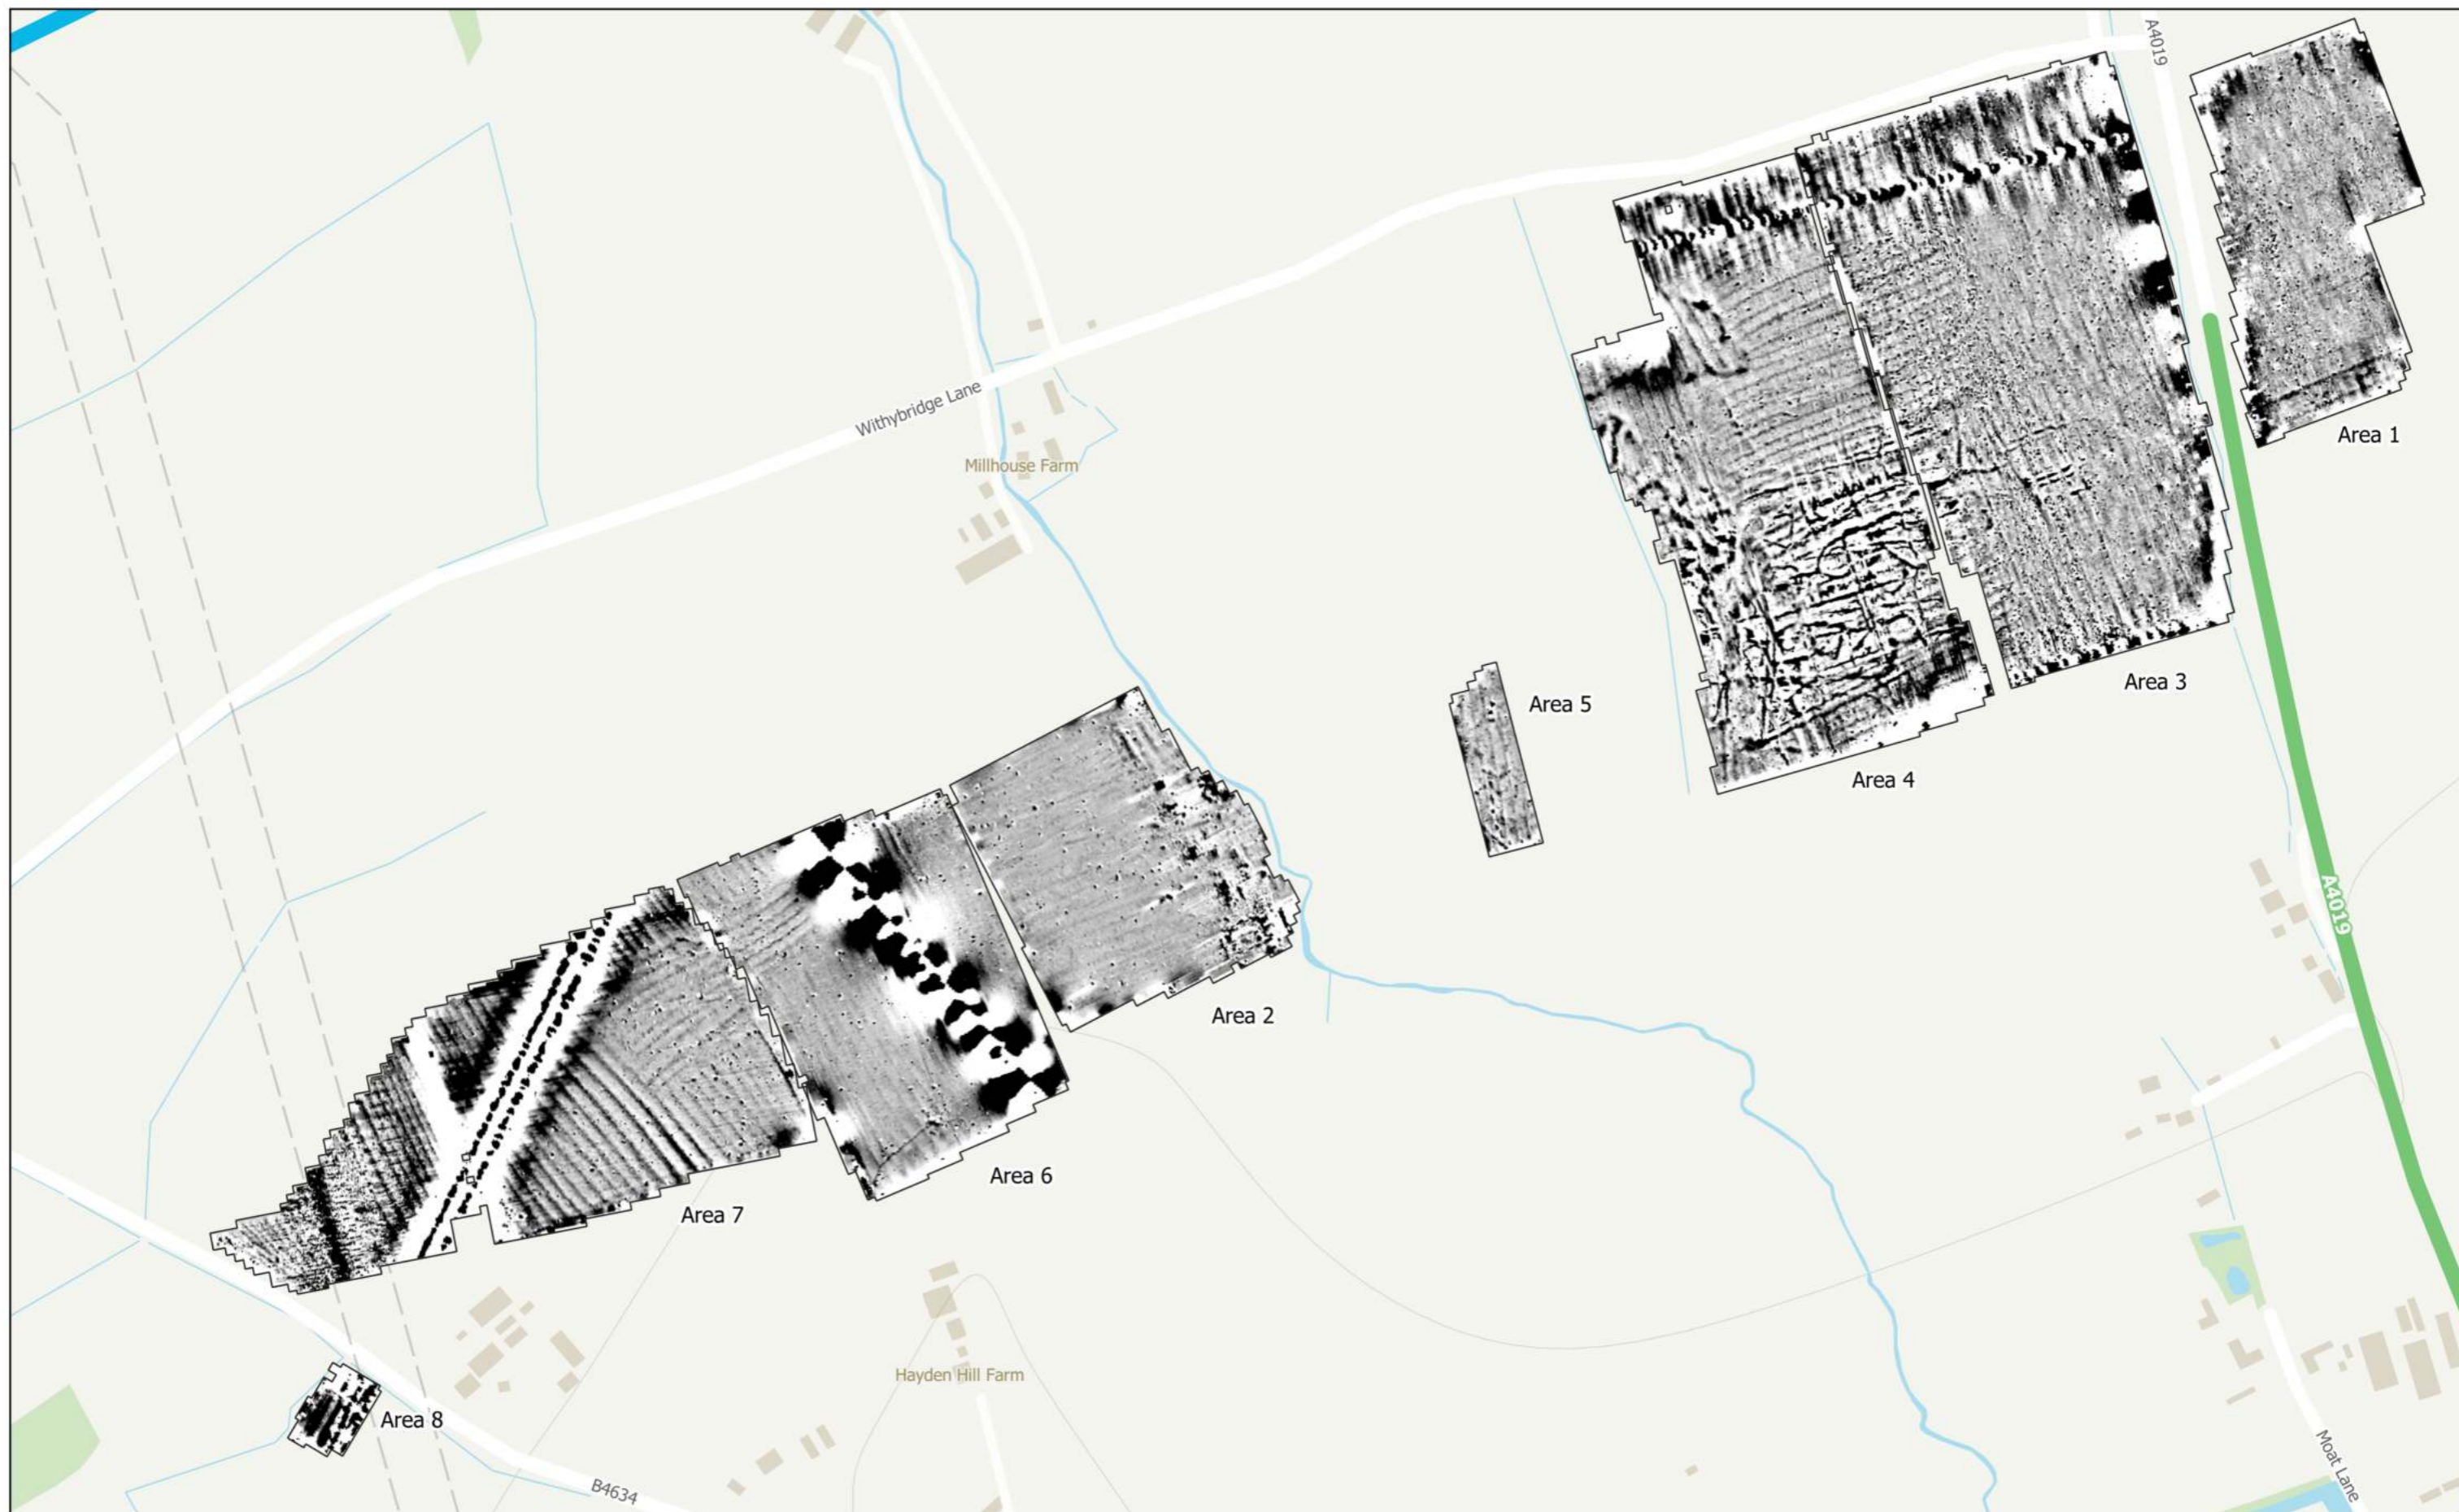 A4019
Area 1
Withybridge Lane
Millhouse Farm
Area 3
Area 5
Area 4
A4019
Area 2
Area 6
Area 7
Hayden Hill Farm
Area 8
B4634
Moat Lane